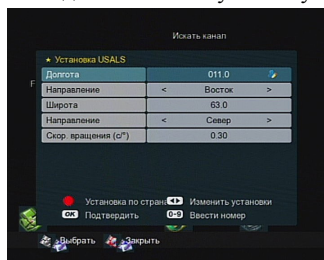 Искать канал
★ Установка USALS
Долгота 011.0
Направление < Восток >
Широта 63.0
Направление < Север >
Скор. вращения (с/°) 0.30
Установка по стран Изменить установки
OK Подтвердить 0-9 Ввести номер
Выбрать Закрыть